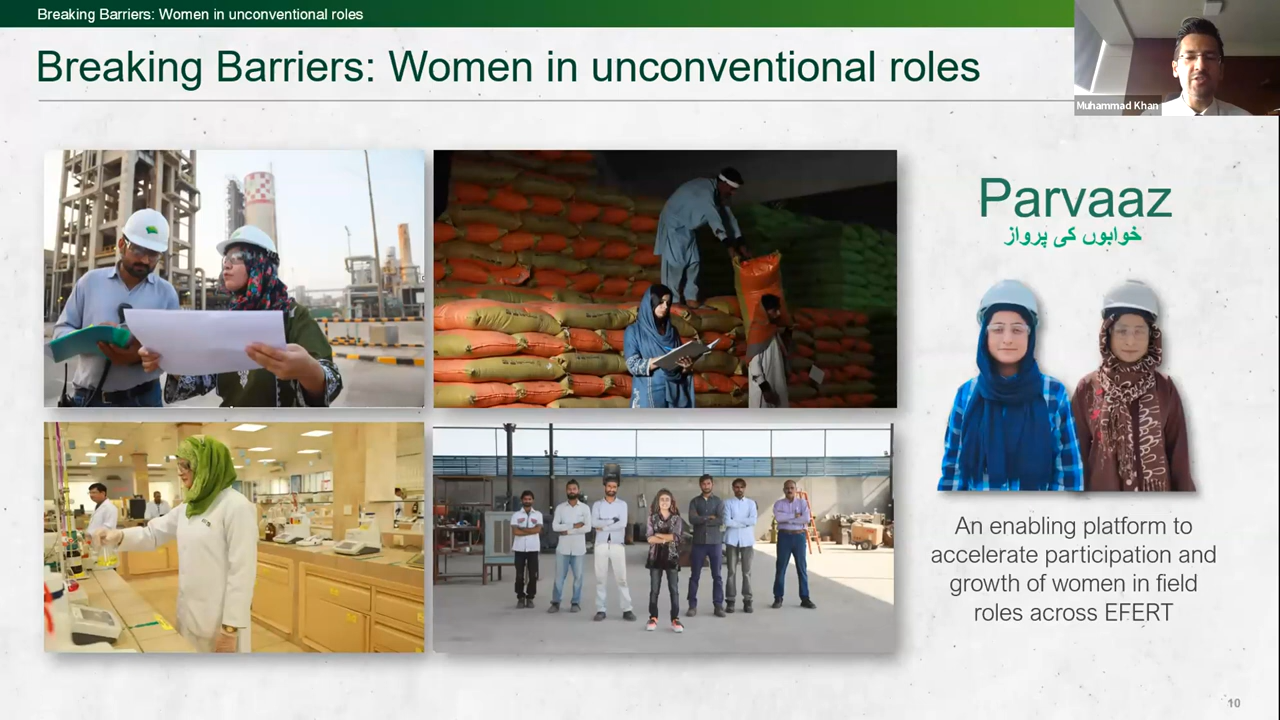 Breaking Barriers: Women in unconventional roles
Breaking Barriers: Women in unconventional roles
Muhammad Khan
Parvaaz
خوابوں کی پرواز
An enabling platform to
accelerate participation and
growth of women in field
roles across EFERT
10